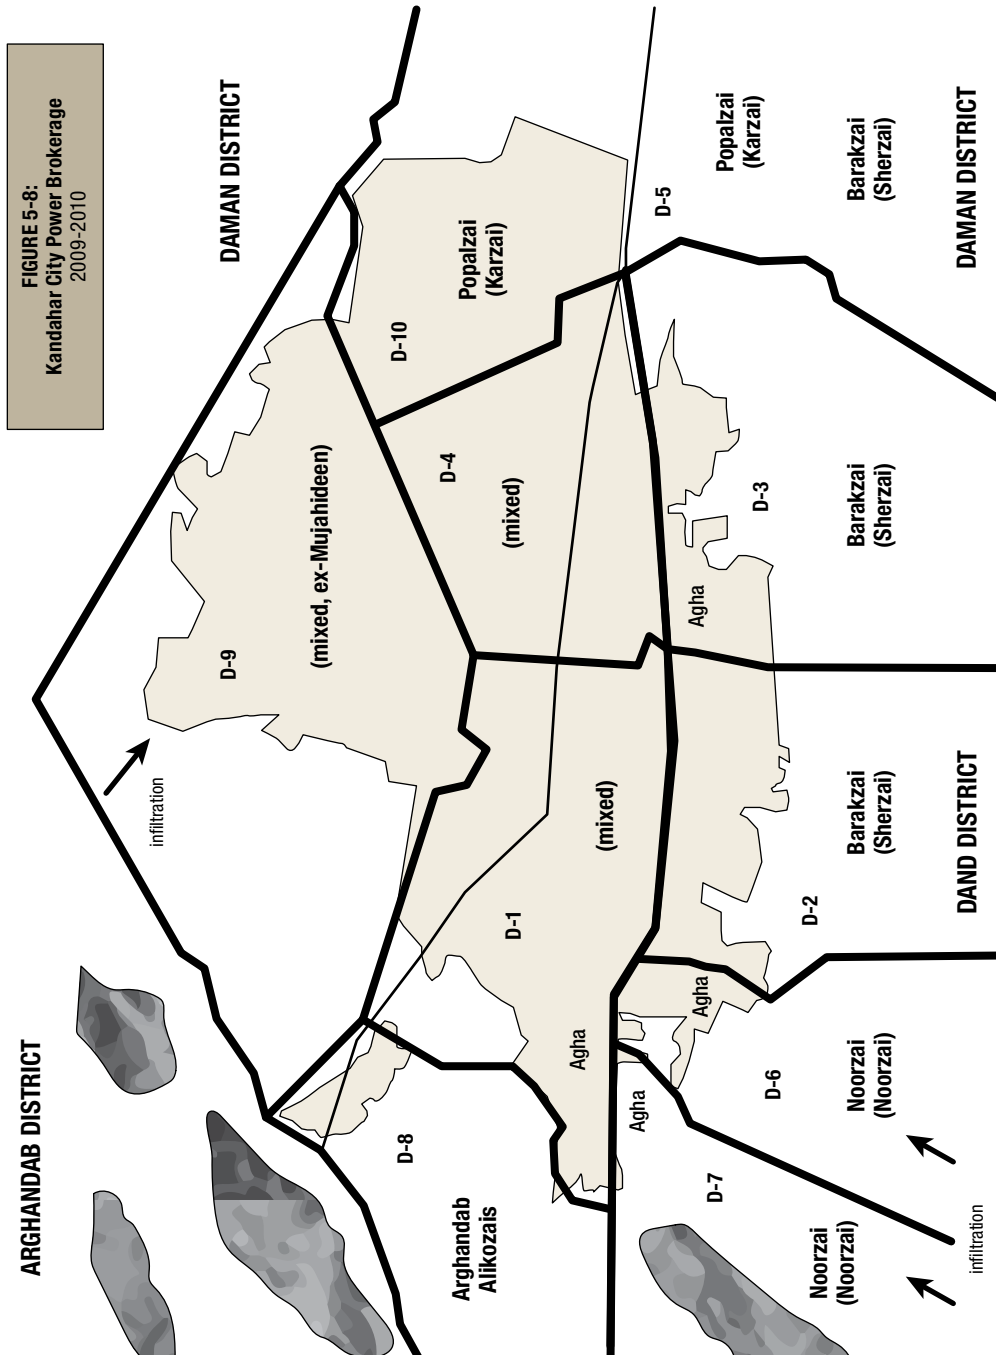 FIGURE 5-8:
Kandahar City Power Brokerage
2009-2010
ARGHANDAB DISTRICT
DAMAN DISTRICT
infiltration
D-9
(mixed, ex-Mujahideen)
D-10
Popalzai
(Karzai)
D-8
Arghandab
Alikozais
D-1
(mixed)
D-4
(mixed)
Agha
Agha
Agha
Agha
D-5
Popalzai
(Karzai)
Barakzai
(Sherzai)
D-7
Noorzai
(Noorzai)
D-6
Noorzai
(Noorzai)
D-2
Barakzai
(Sherzai)
D-3
Barakzai
(Sherzai)
infiltration
DAND DISTRICT
DAMAN DISTRICT